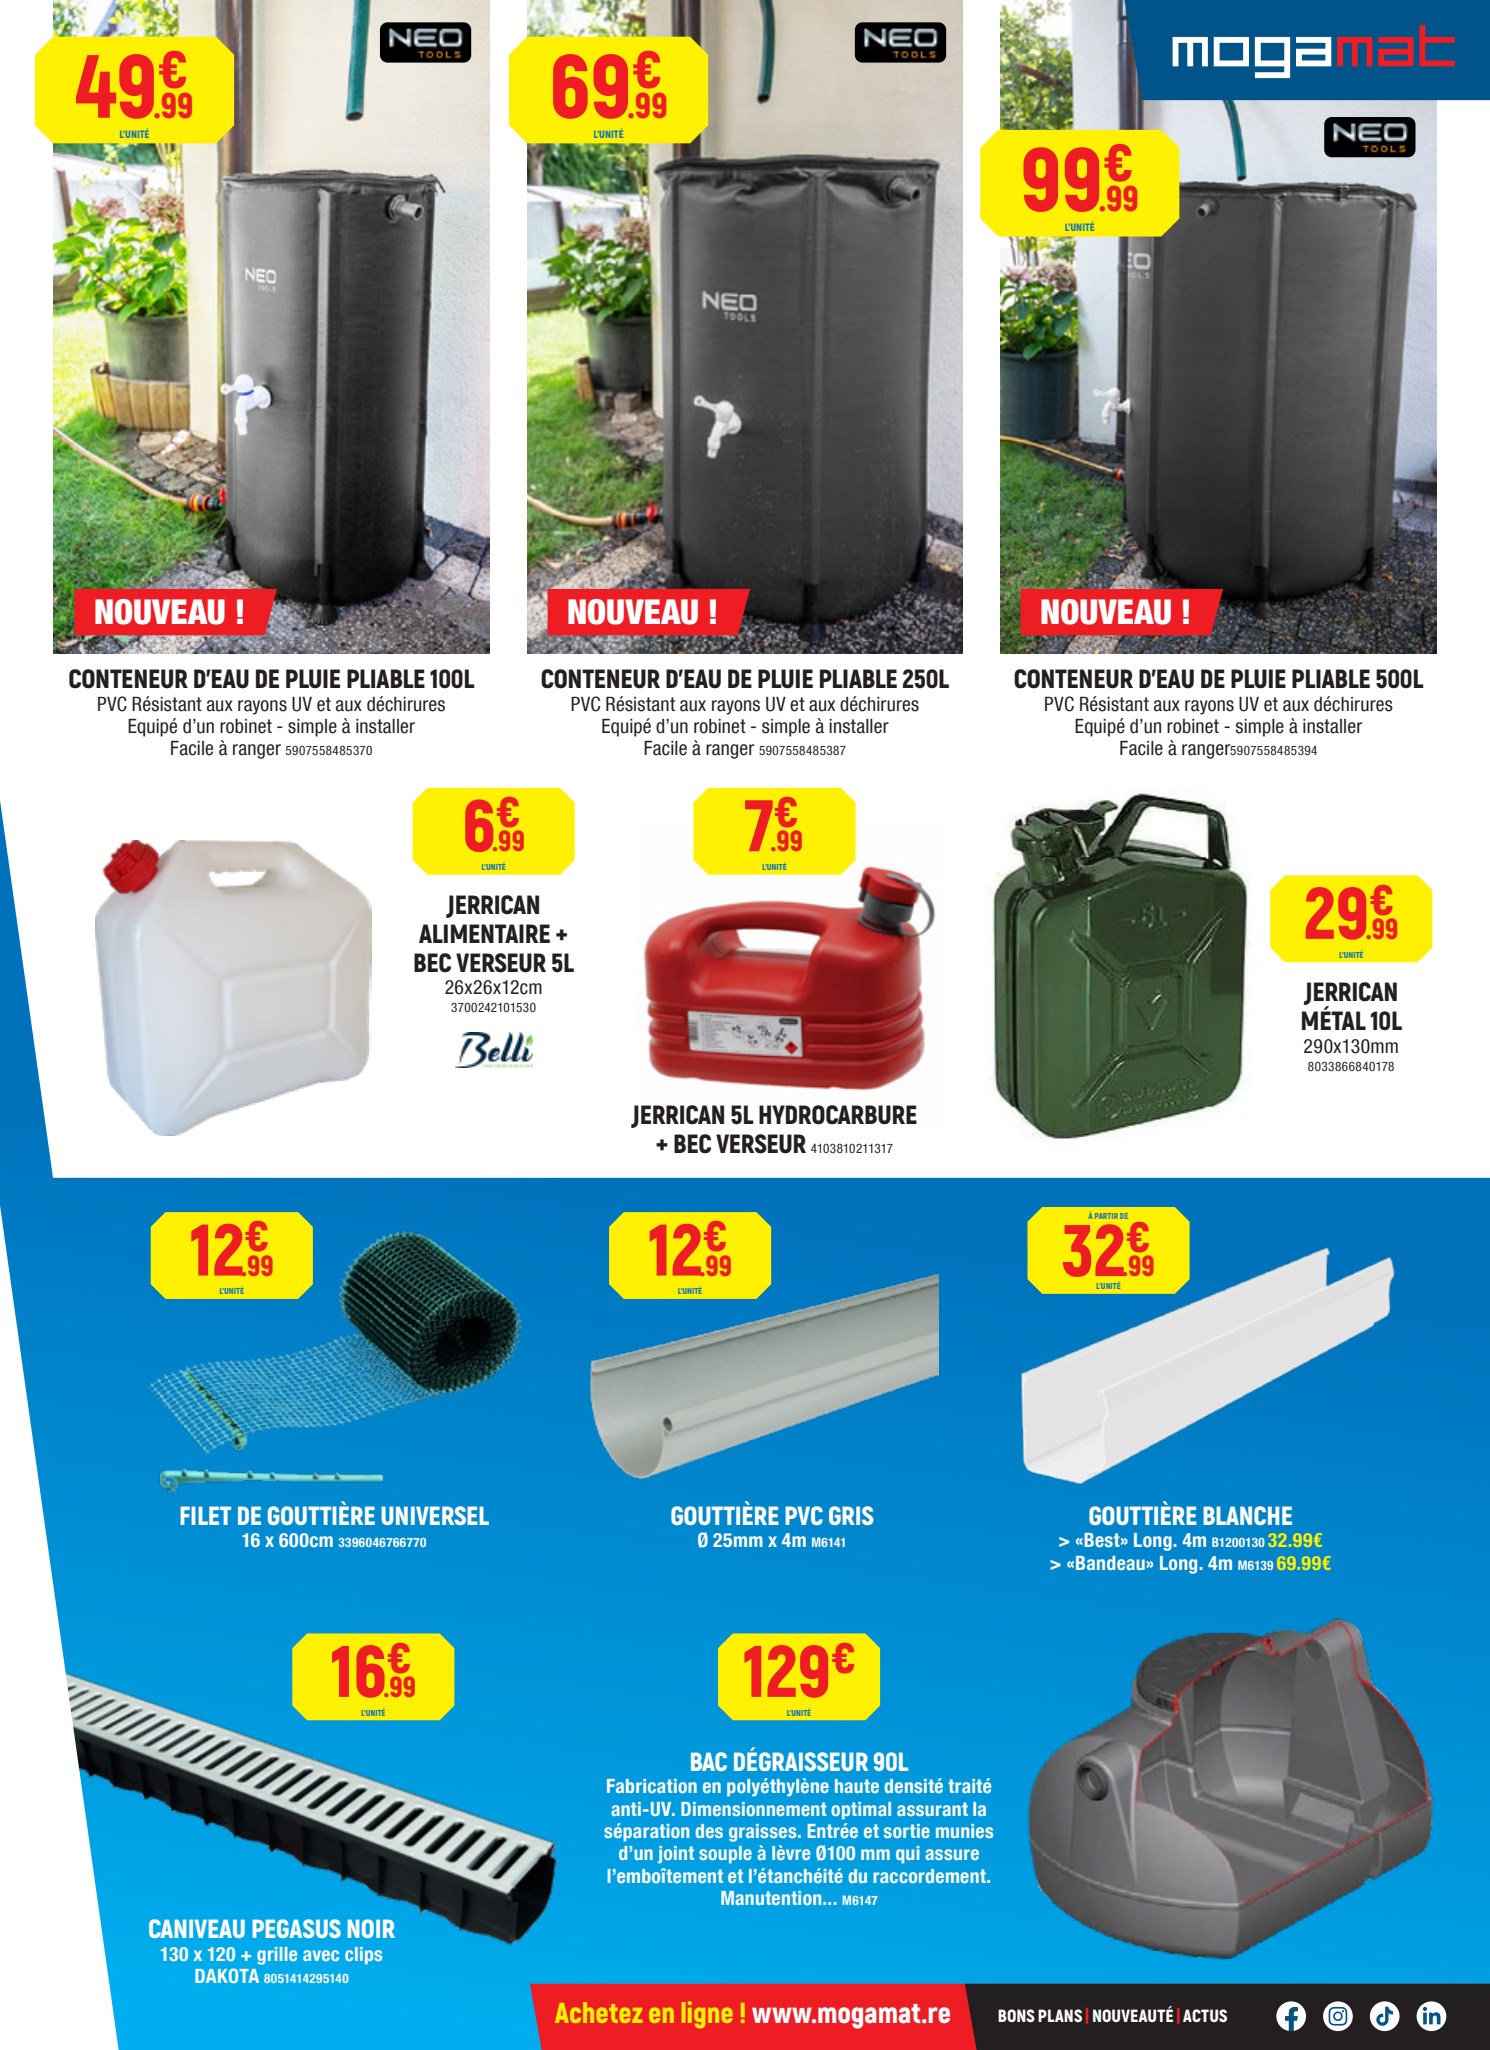 mogamat
49€.99
L'UNITÉ
NEO
TOOLS
69€.99
L'UNITÉ
NEO
TOOLS
99€.99
L'UNITÉ
NEO
TOOLS
NEO
TOOLS
NEO
TOOLS
EO
OLS
NOUVEAU !
NOUVEAU !
NOUVEAU !
CONTENEUR D'EAU DE PLUIE PLIABLE 100L
PVC Résistant aux rayons UV et aux déchirures
Equipé d'un robinet - simple à installer
Facile à ranger 5907558485370
CONTENEUR D'EAU DE PLUIE PLIABLE 250L
PVC Résistant aux rayons UV et aux déchirures
Equipé d'un robinet - simple à installer
Facile à ranger 5907558485387
CONTENEUR D'EAU DE PLUIE PLIABLE 500L
PVC Résistant aux rayons UV et aux déchirures
Equipé d'un robinet - simple à installer
Facile à ranger5907558485394
6€.99
L'UNITÉ
JERRICAN
ALIMENTAIRE +
BEC VERSEUR 5L
26x26x12cm
3700242101530
Belli
7€.99
L'UNITÉ
JERRICAN 5L HYDROCARBURE
+ BEC VERSEUR 4103810211317
5L
29€.99
L'UNITÉ
JERRICAN
MÉTAL 10L
290x130mm
8033866840178
12€.99
L'UNITÉ
FILET DE GOUTTIÈRE UNIVERSEL
16 x 600cm 3396046766770
12€.99
L'UNITÉ
GOUTTIÈRE PVC GRIS
Ø 25mm x 4m M6141
À PARTIR DE
32€.99
L'UNITÉ
GOUTTIÈRE BLANCHE
> «Best» Long. 4m B1200130 32.99€
> «Bandeau» Long. 4m M6139 69.99€
16€.99
L'UNITÉ
CANIVEAU PEGASUS NOIR
130 x 120 + grille avec clips
DAKOTA 8051414295140
129€
L'UNITÉ
BAC DÉGRAISSEUR 90L
Fabrication en polyéthylène haute densité traité
anti-UV. Dimensionnement optimal assurant la
séparation des graisses. Entrée et sortie munies
d'un joint souple à lèvre Ø100 mm qui assure
l'emboîtement et l'étanchéité du raccordement.
Manutention... M6147
Achetez en ligne ! www.mogamat.re
BONS PLANS | NOUVEAUTÉ | ACTUS